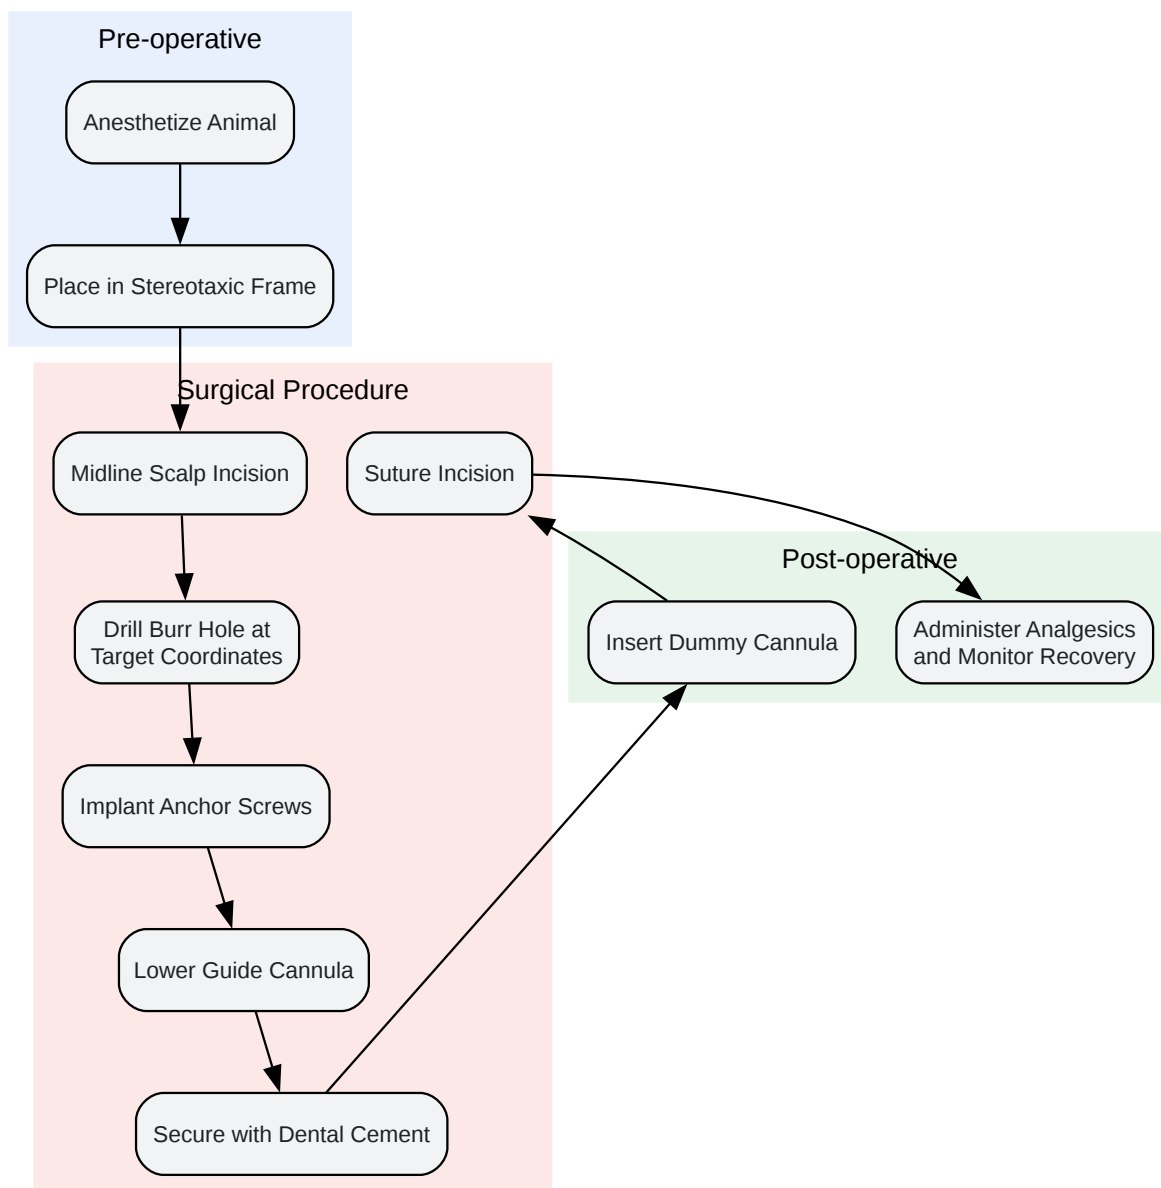 Pre-operative
Anesthetize Animal
Place in Stereotaxic Frame
Surgical Procedure
Midline Scalp Incision
Suture Incision
Post-operative
Drill Burr Hole at
Target Coordinates
Insert Dummy Cannula
Administer Analgesics
and Monitor Recovery
Implant Anchor Screws
Lower Guide Cannula
Secure with Dental Cement